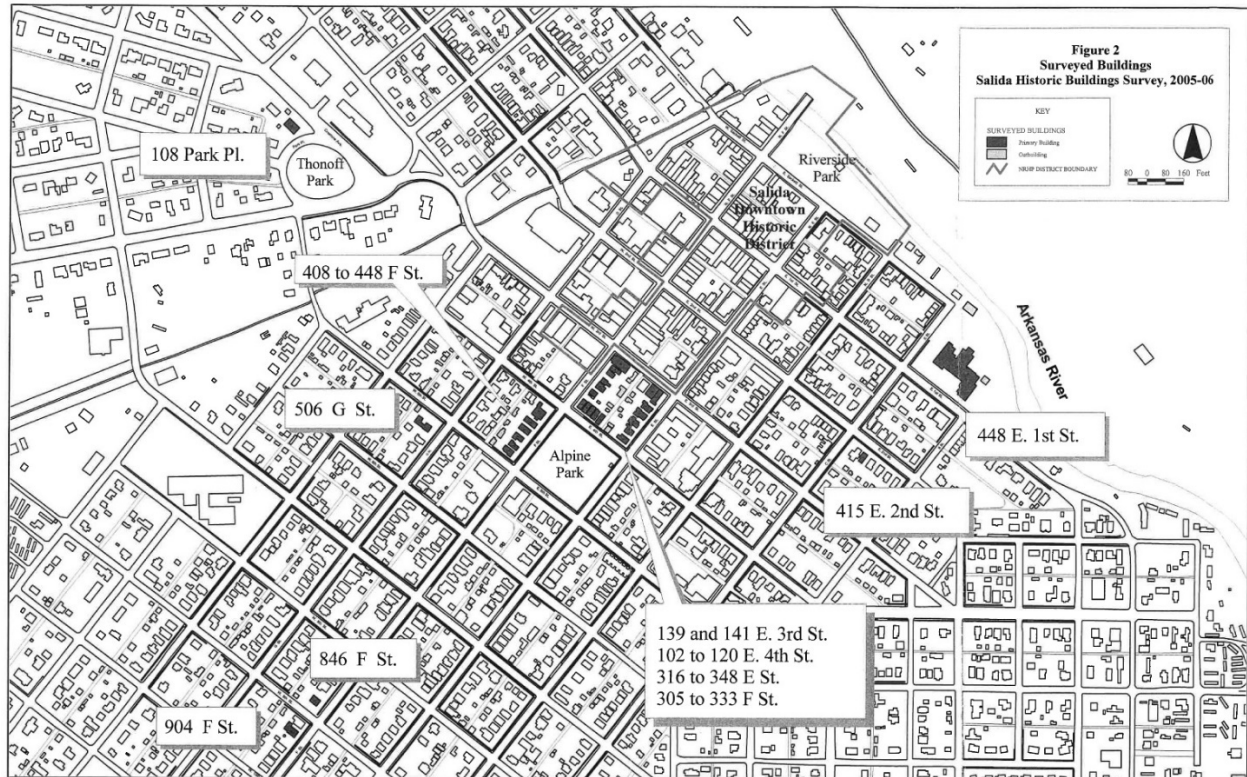 Figure 2
Surveyed Buildings
Salida Historic Buildings Survey, 2005-06
KEY
SURVEYED BUILDINGS
Primary Building
Outbuilding
NRHP DISTRICT BOUNDARY
80 0 80 160 Feet
108 Park Pl.
Thonoff
Park
Riverside
Park
Salida
Downtown
Historic
District
408 to 448 F St.
Arkansas River
506 G St.
448 E. 1st St.
Alpine
Park
415 E. 2nd St.
139 and 141 E. 3rd St.
102 to 120 E. 4th St.
316 to 348 E St.
305 to 333 F St.
846 F St.
904 F St.